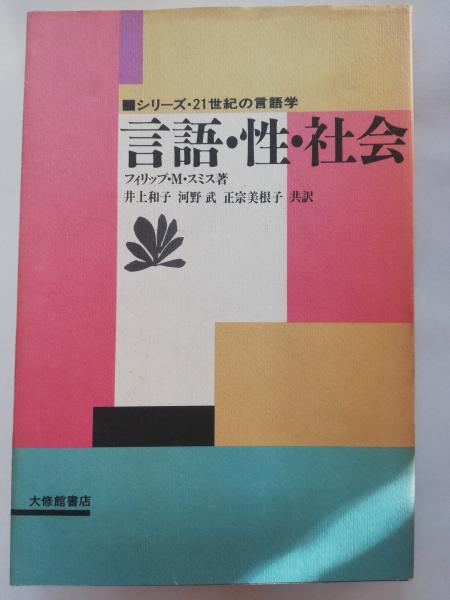 ■シリーズ・21世紀の言語学
言語・性・社会
フィリップ・M・スミス著
井上和子 河野 武 正宗美根子 共訳
大修館書店